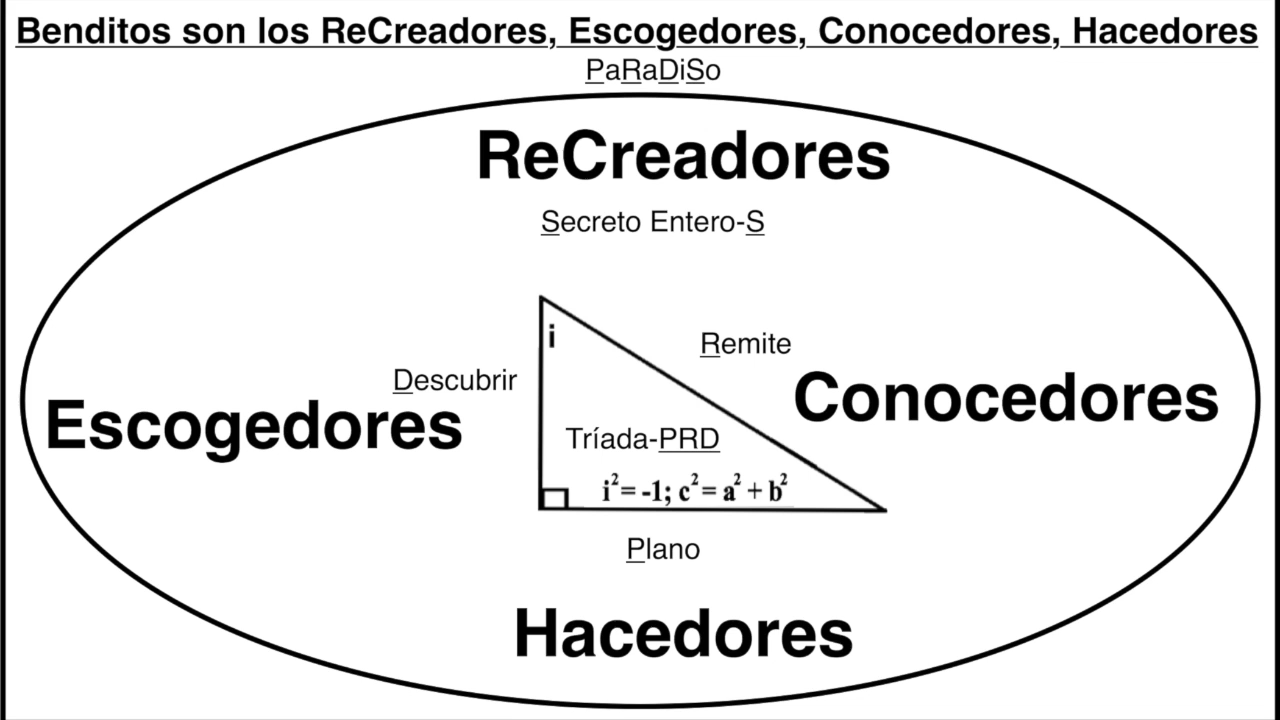 Benditos son los ReCreadores, Escogedores, Conocedores, Hacedores
PaRaDiSo
ReCreadores
Secreto Entero-S
i
Remite
Descubrir
Conocedores
Escogedores
Tríada-PRD
i²= -1; c²= a² + b²
Plano
Hacedores